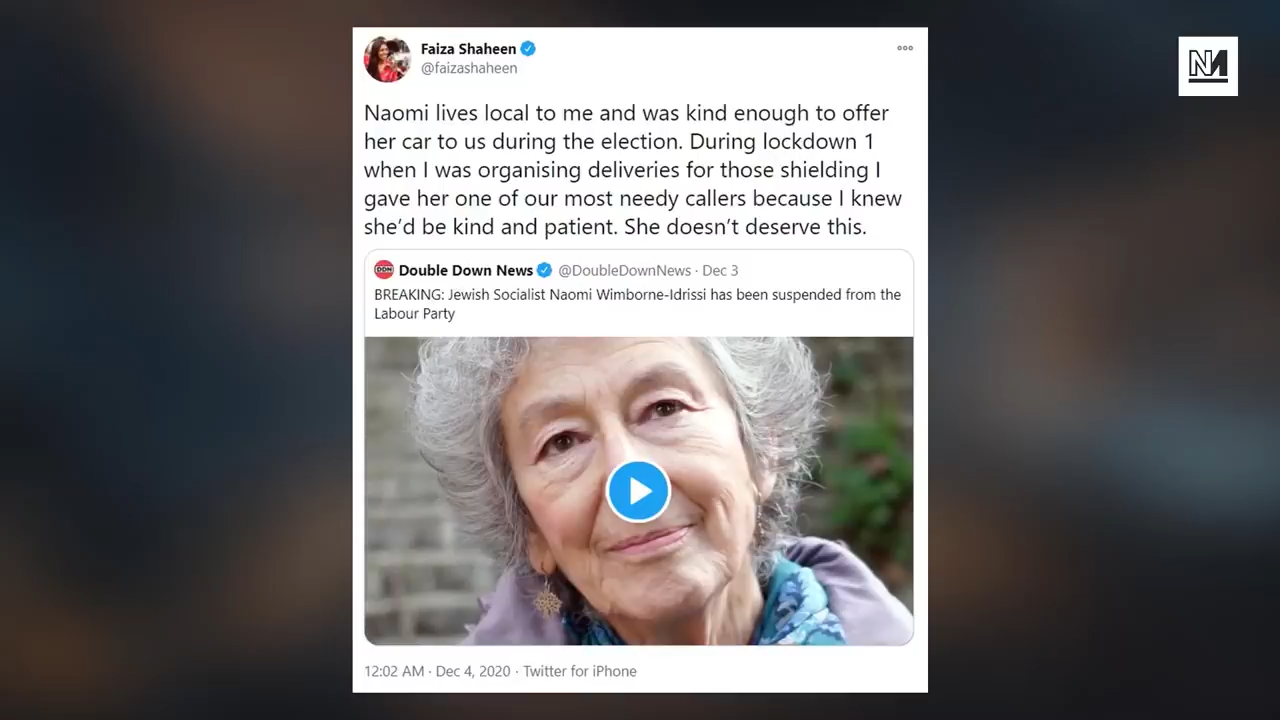 Faiza Shaheen
@faizashaheen
Naomi lives local to me and was kind enough to offer
her car to us during the election. During lockdown 1
when I was organising deliveries for those shielding I
gave her one of our most needy callers because I knew
she'd be kind and patient. She doesn't deserve this.
DDN Double Down News @DoubleDownNews · Dec 3
BREAKING: Jewish Socialist Naomi Wimborne-Idrissi has been suspended from the
Labour Party
12:02 AM · Dec 4, 2020 · Twitter for iPhone
NM